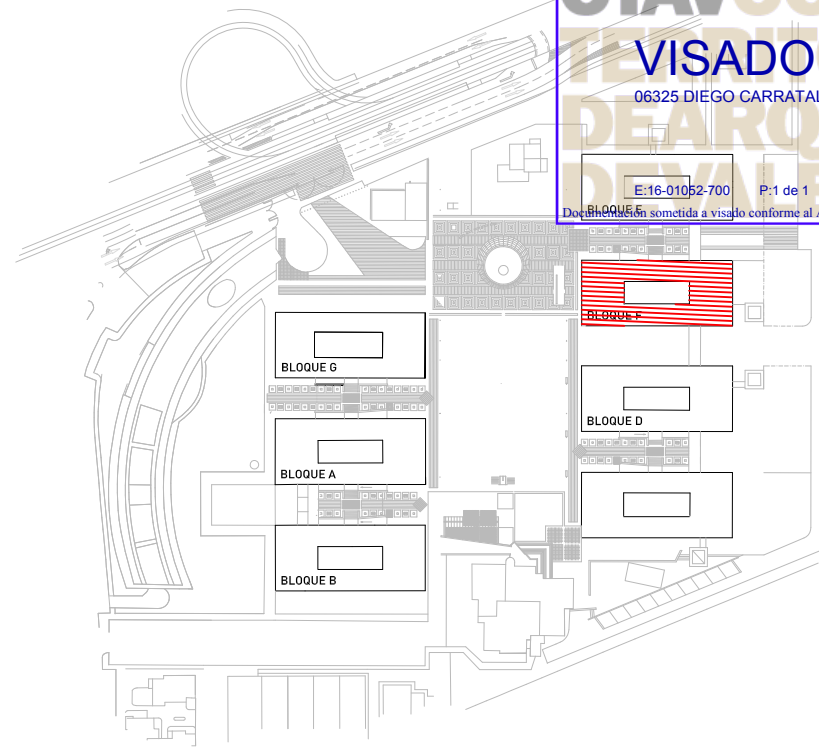 VISADO
06325 DIEGO CARRATAL
E:16-01052-700 P:1 de 1
BLOQUE E
Documentación sometida a visado conforme al
BLOQUE F
BLOQUE G
BLOQUE D
BLOQUE A
BLOQUE B